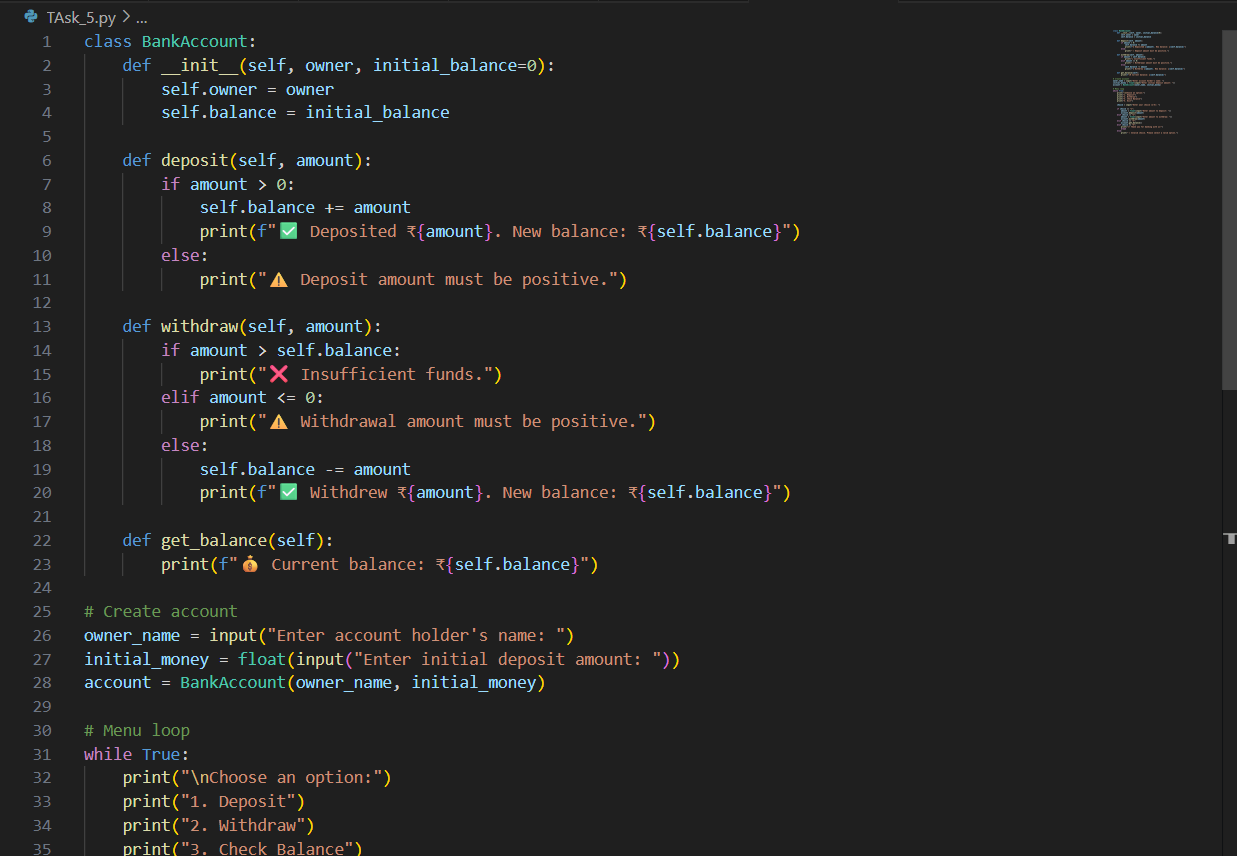 TAsk_5.py > ...
1 class BankAccount:
2     def __init__(self, owner, initial_balance=0):
3         self.owner = owner
4         self.balance = initial_balance
5
6     def deposit(self, amount):
7         if amount > 0:
8             self.balance += amount
9             print(f"✅ Deposited ₹{amount}. New balance: ₹{self.balance}")
10         else:
11             print("⚠️ Deposit amount must be positive.")
12
13     def withdraw(self, amount):
14         if amount > self.balance:
15             print("❌ Insufficient funds.")
16         elif amount <= 0:
17             print("⚠️ Withdrawal amount must be positive.")
18         else:
19             self.balance -= amount
20             print(f"✅ Withdrew ₹{amount}. New balance: ₹{self.balance}")
21
22     def get_balance(self):
23         print(f"💰 Current balance: ₹{self.balance}")
24
25 # Create account
26 owner_name = input("Enter account holder's name: ")
27 initial_money = float(input("Enter initial deposit amount: "))
28 account = BankAccount(owner_name, initial_money)
29
30 # Menu loop
31 while True:
32     print("\nChoose an option:")
33     print("1. Deposit")
34     print("2. Withdraw")
35     print("3. Check Balance")